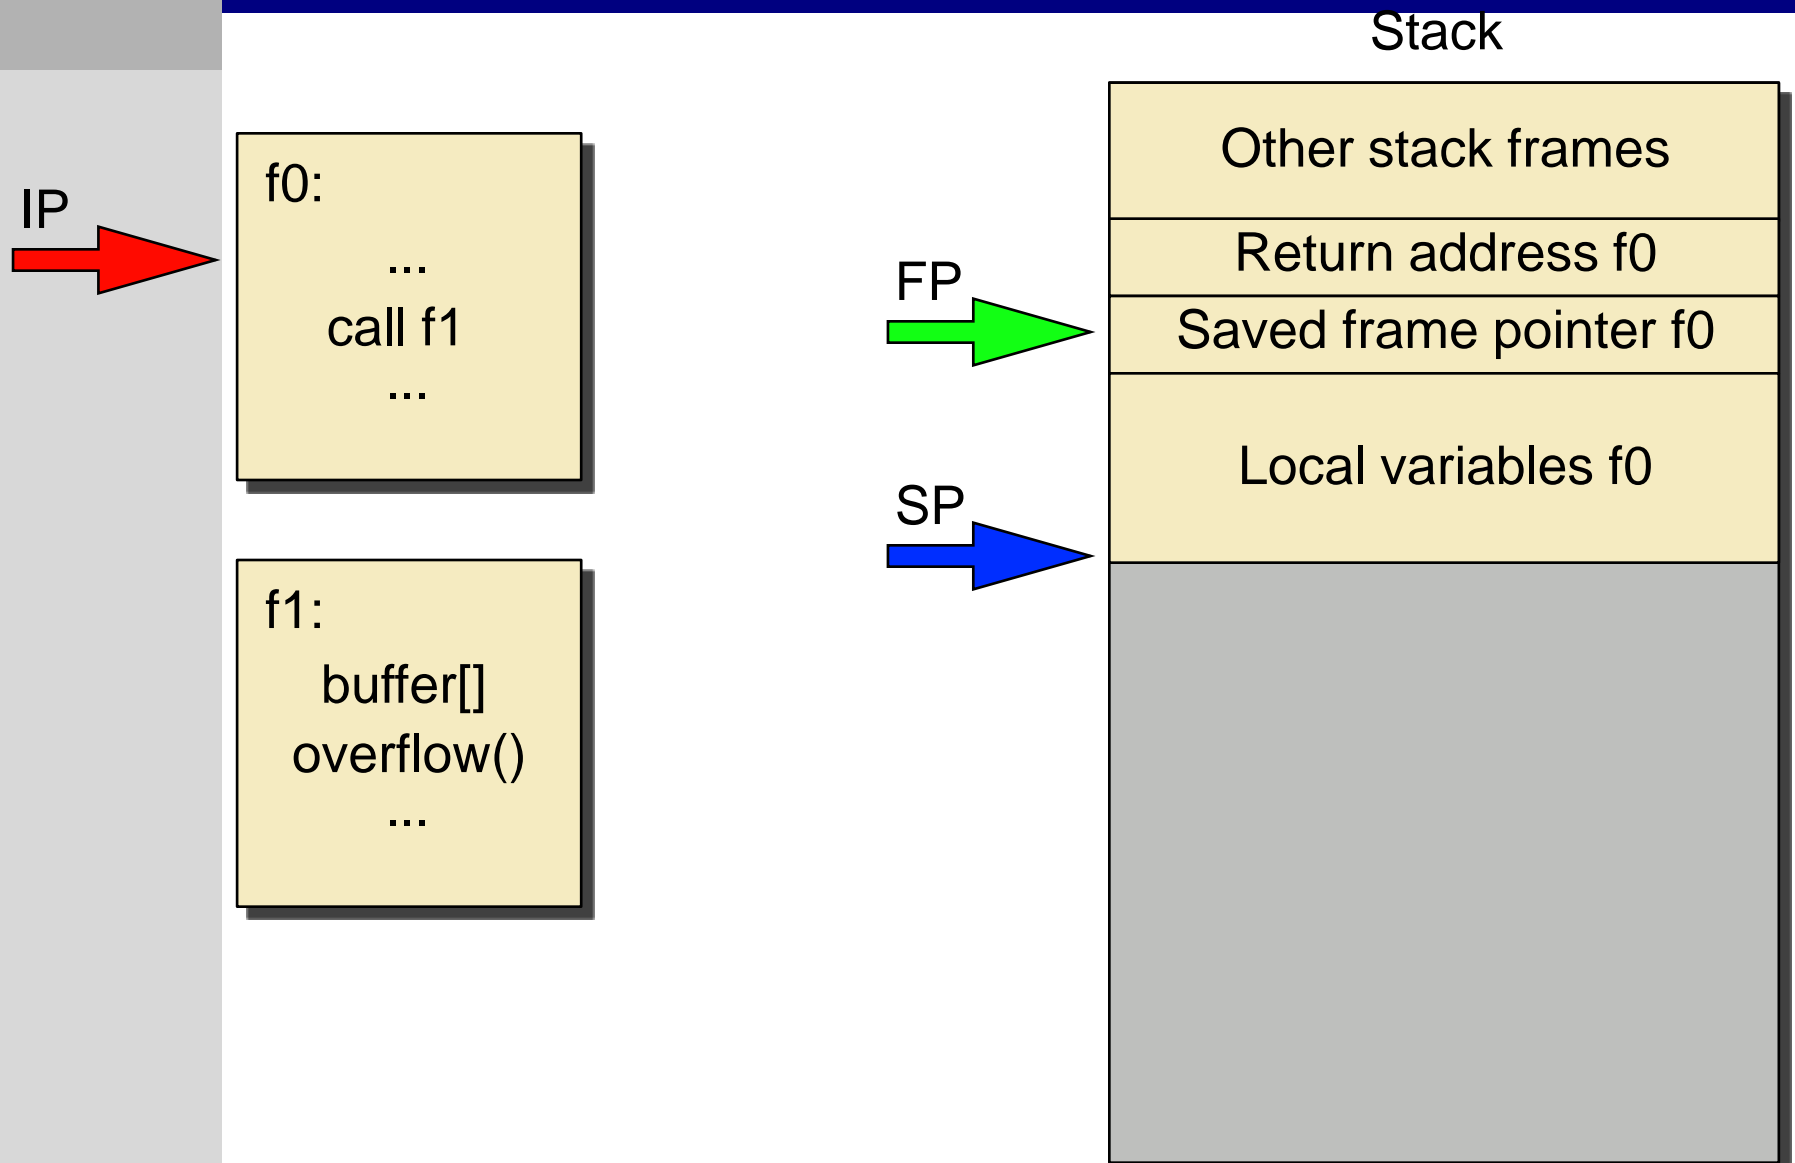 Stack
IP
f0:
...
call f1
...
f1:
buffer[]
overflow()
...
FP
SP
Other stack frames
Return address f0
Saved frame pointer f0
Local variables f0